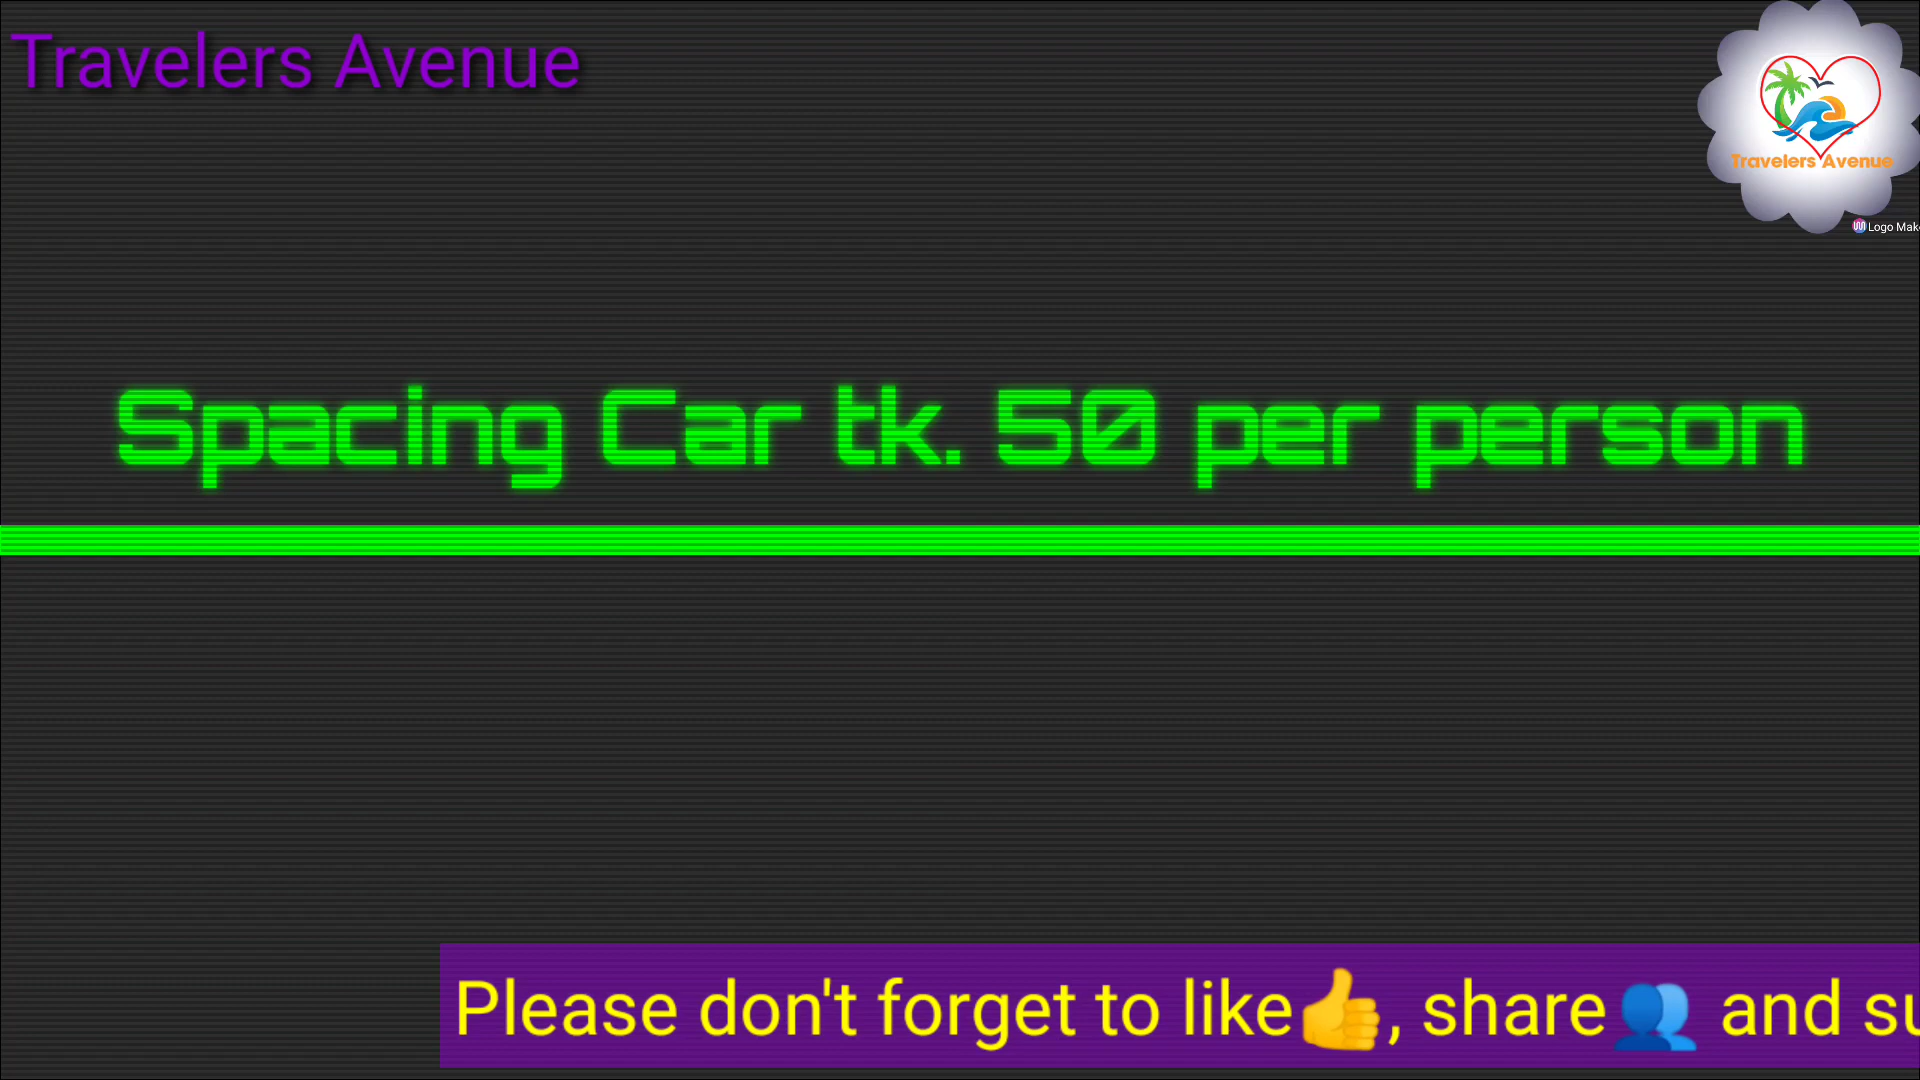 Travelers Avenue
Travelers Avenue
Logo Mak
Spacing Car tk. 50 per person
Please don't forget to like👍, share👥 and su